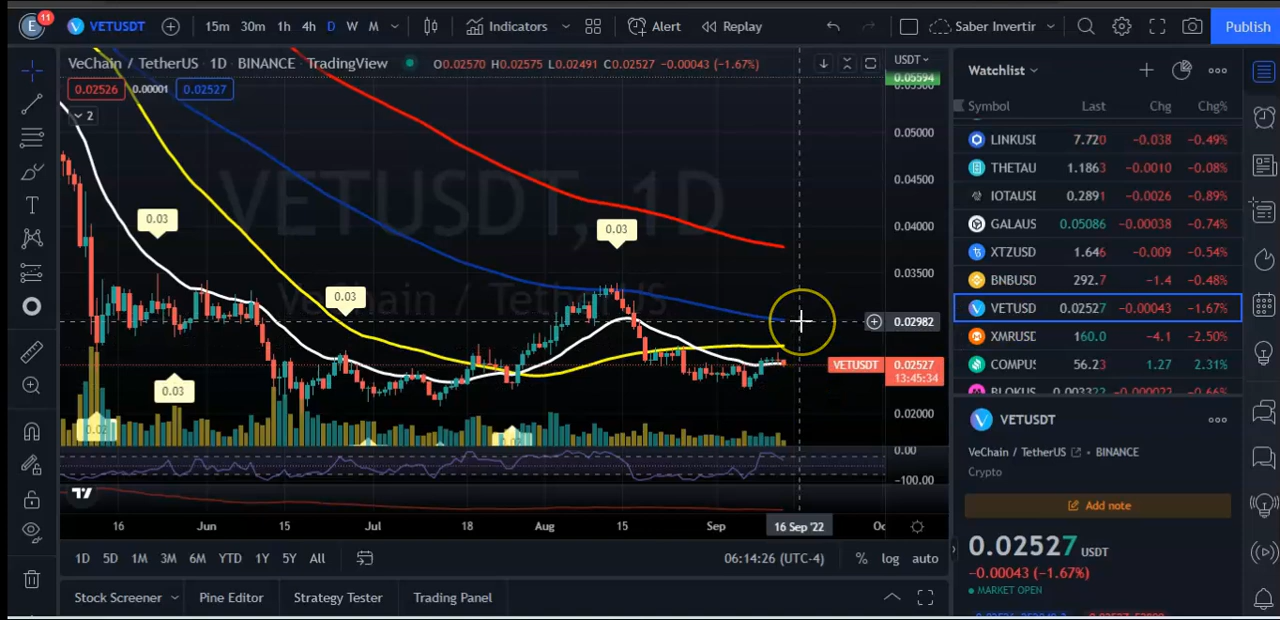 E 11 VETUSDT 15m 30m 1h 4h D W M Indicators Alert Replay Saber Invertir Publish
VeChain / TetherUS 1D BINANCE TradingView O0.02570 H0.02575 L0.02491 C0.02527 −0.00043 (−1.67%) USDT
0.02526 0.00001 0.02527
2
0.05594
0.05000
0.04500
0.04000
0.03500
0.02982
0.02000
0.00
-100.00
VETUSDT, 1D
VeChain / TetherUS
0.03
0.03
0.03
0.03
VETUSDT 0.02527
13:45:34
16 Jun 15 Jul 18 Aug 15 Sep 16 Sep '22
1D 5D 1M 3M 6M YTD 1Y 5Y All 06:14:26 (UTC-4) % log auto
Stock Screener Pine Editor Strategy Tester Trading Panel
Watchlist
Symbol Last Chg Chg%
LINKUSI 7.720 −0.038 −0.49%
THETAU 1.1863 −0.0010 −0.08%
IOTAUSI 0.2891 −0.0026 −0.89%
GALAUS 0.05086 −0.00038 −0.74%
XTZUSD 1.646 −0.009 −0.54%
BNBUSD 292.7 −1.4 −0.48%
VETUSD 0.02527 −0.00043 −1.67%
XMRUSD 160.0 −4.1 −2.50%
COMPUS 56.23 1.27 2.31%
BLOKUS 0.003322
VETUSDT
VeChain / TetherUS • BINANCE
Crypto
Add note
0.02527 USDT
−0.00043 (−1.67%)
MARKET OPEN